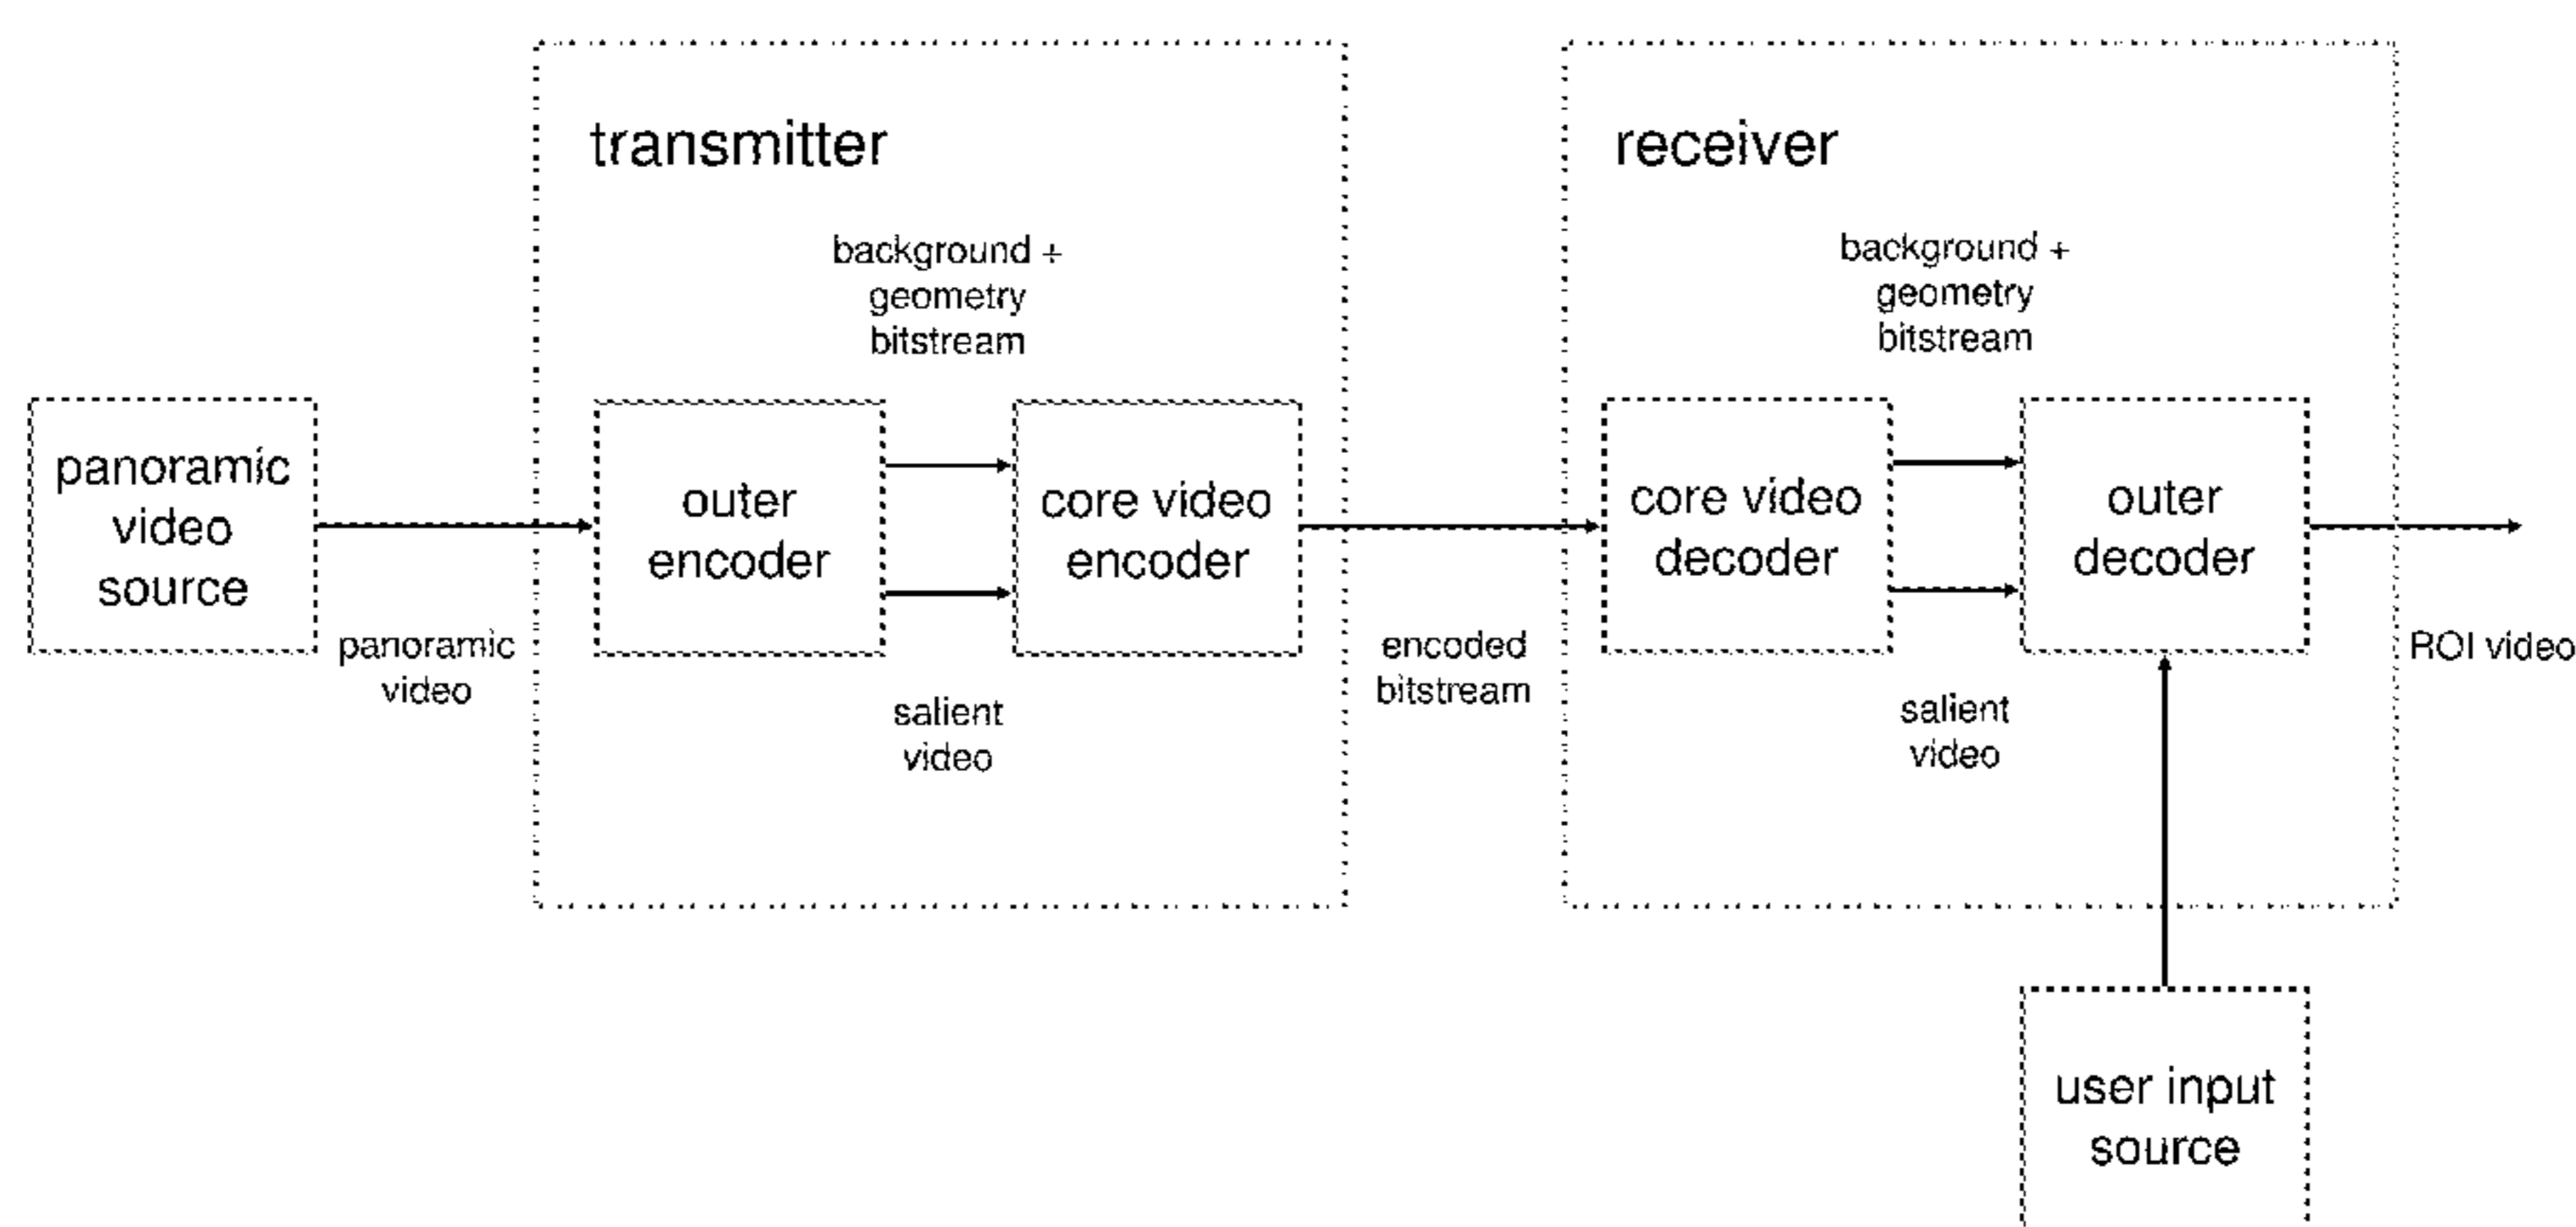 transmitter
receiver
background +
geometry
bitstream
background +
geometry
bitstream
panoramic
video
source
outer
encoder
core video
encoder
core video
decoder
outer
decoder
panoramic
video
salient
video
encoded
bitstream
salient
video
ROI video
user input
source